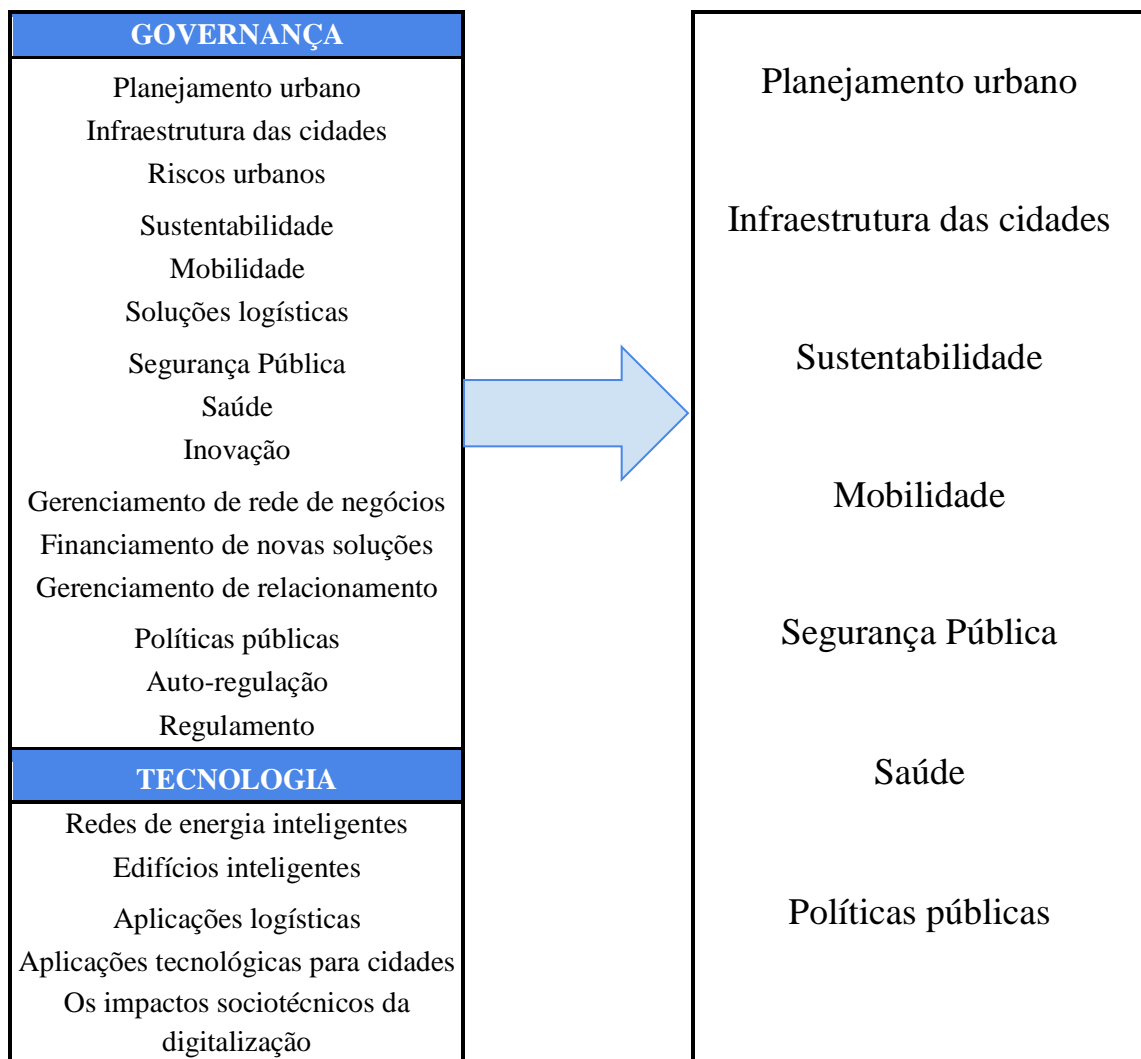 GOVERNANÇA
Planejamento urbano
Infraestrutura das cidades
Riscos urbanos
Sustentabilidade
Mobilidade
Soluções logísticas
Segurança Pública
Saúde
Inovação
Gerenciamento de rede de negócios
Financiamento de novas soluções
Gerenciamento de relacionamento
Políticas públicas
Auto-regulação
Regulamento
TECNOLOGIA
Redes de energia inteligentes
Edifícios inteligentes
Aplicações logísticas
Aplicações tecnológicas para cidades
Os impactos sociotécnicos da
digitalização
Planejamento urbano
Infraestrutura das cidades
Sustentabilidade
Mobilidade
Segurança Pública
Saúde
Políticas públicas